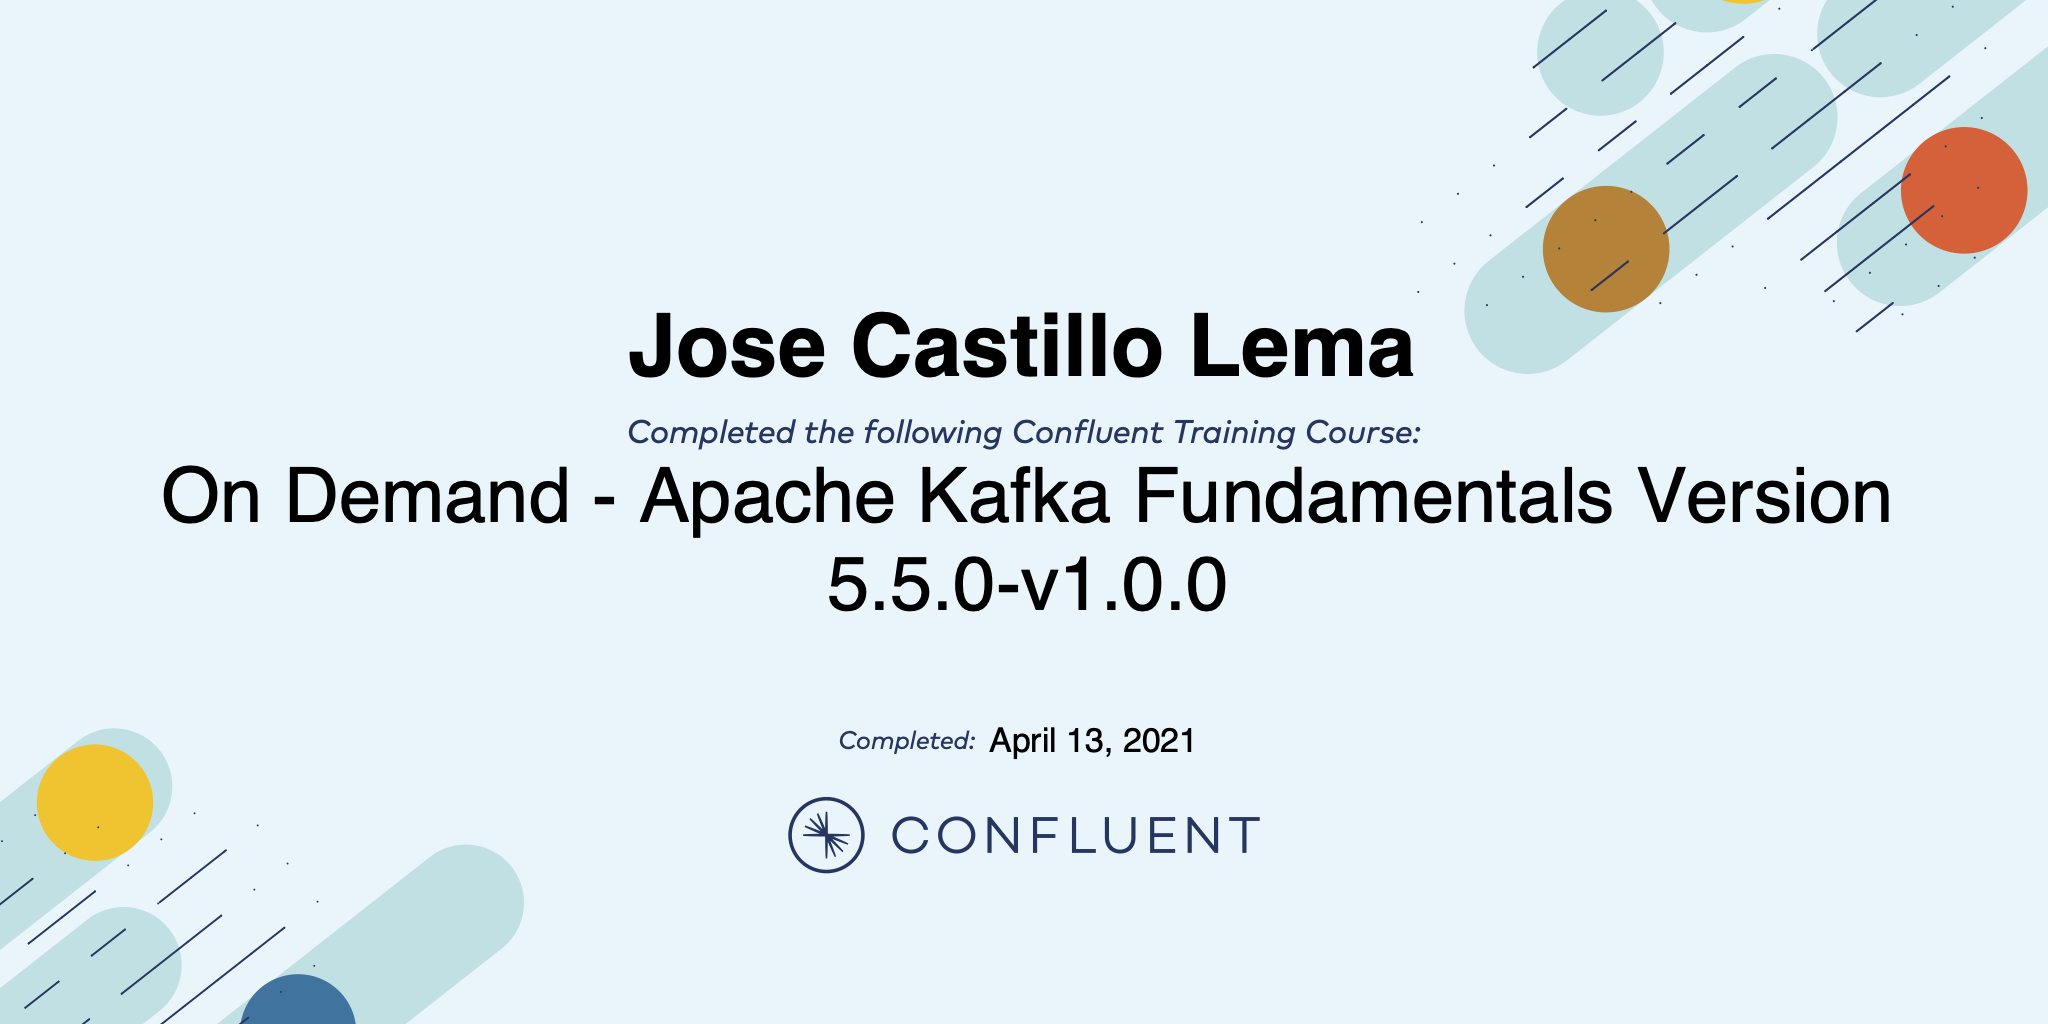 Jose Castillo Lema
Completed the following Confluent Training Course:
On Demand - Apache Kafka Fundamentals Version
5.5.0-v1.0.0
Completed: April 13, 2021
CONFLUENT